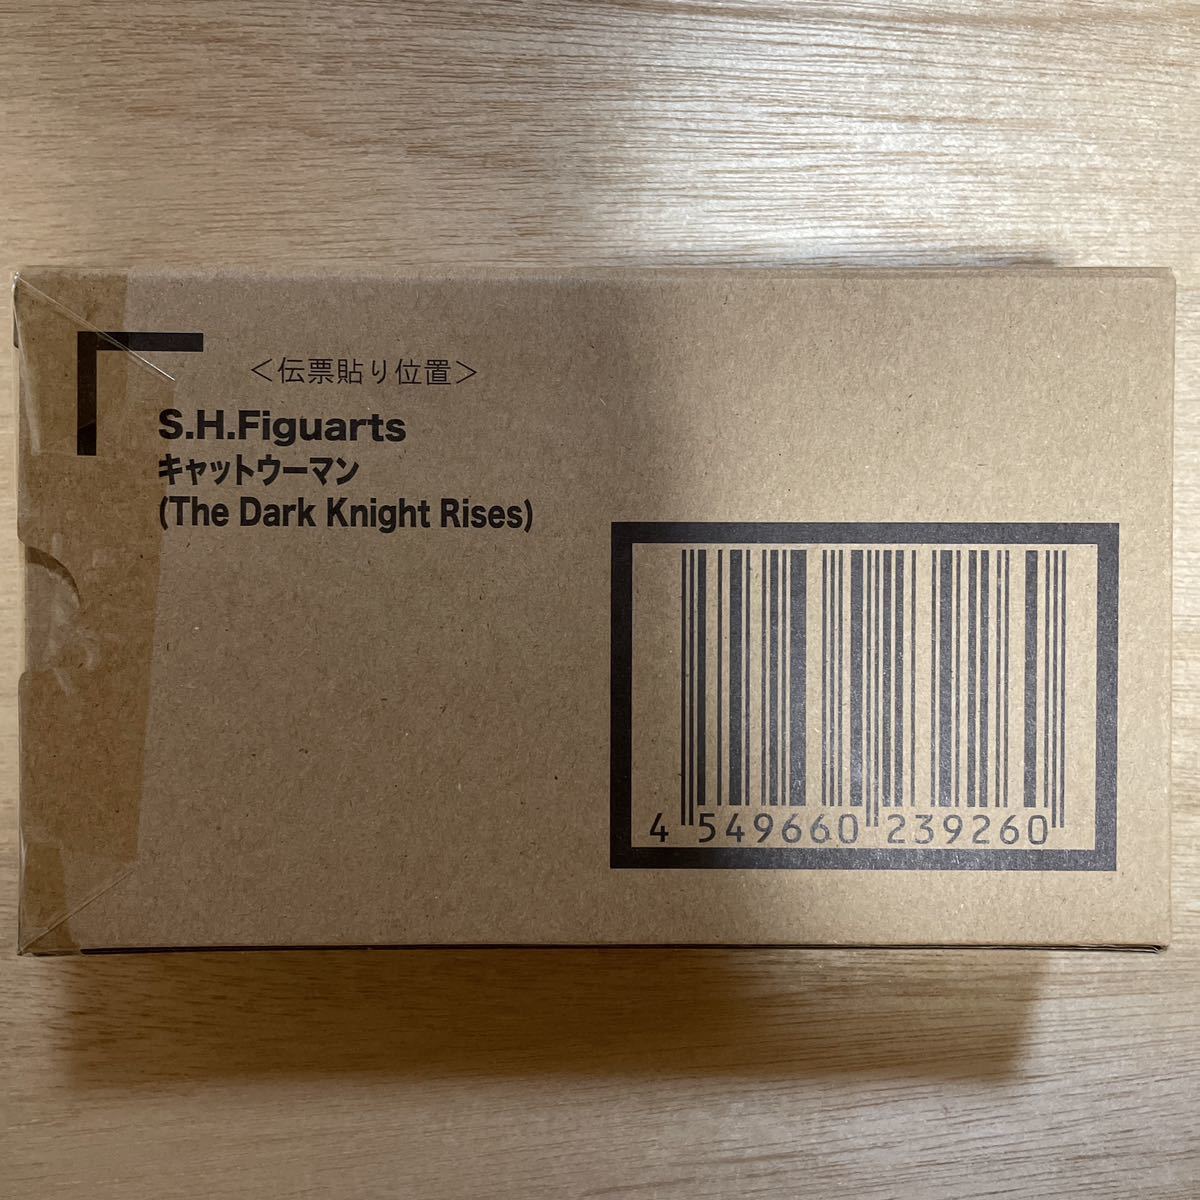 ＜伝票貼り位置＞
S.H.Figuarts
キャットウーマン
(The Dark Knight Rises)
4 549660 239260